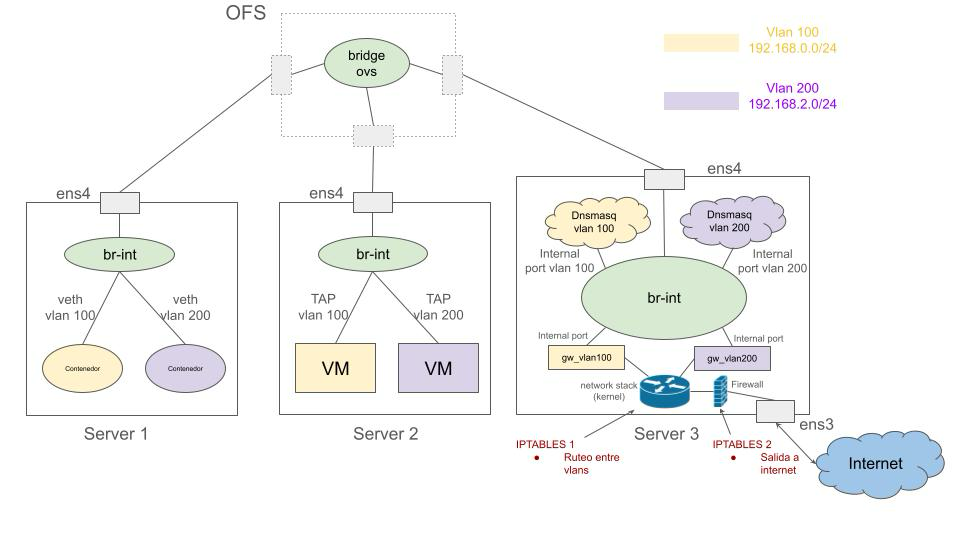 OFS
bridge
ovs
Vlan 100
192.168.0.0/24
Vlan 200
192.168.2.0/24
ens4
br-int
veth
vlan 100
veth
vlan 200
Contenedor
Contenedor
Server 1
ens4
br-int
TAP
vlan 100
TAP
vlan 200
VM
VM
Server 2
ens4
Dnsmasq
vlan 100
Dnsmasq
vlan 200
Internal
port vlan 100
Internal
port vlan 200
br-int
Internal port
Internal port
gw_vlan100
gw_vlan200
network stack
(kernel)
Firewall
ens3
Server 3
IPTABLES 1
● Ruteo entre
vlans
IPTABLES 2
● Salida a
internet
Internet